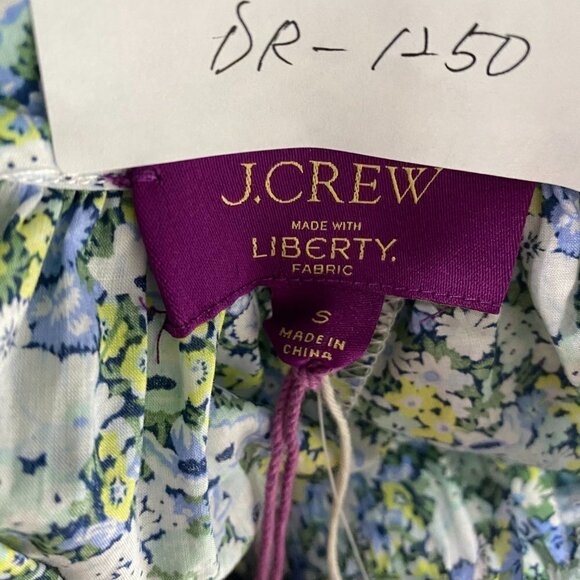 DR-1250
J.CREW
MADE WITH
LIBERTY.
FABRIC
S
MADE IN
CHINA